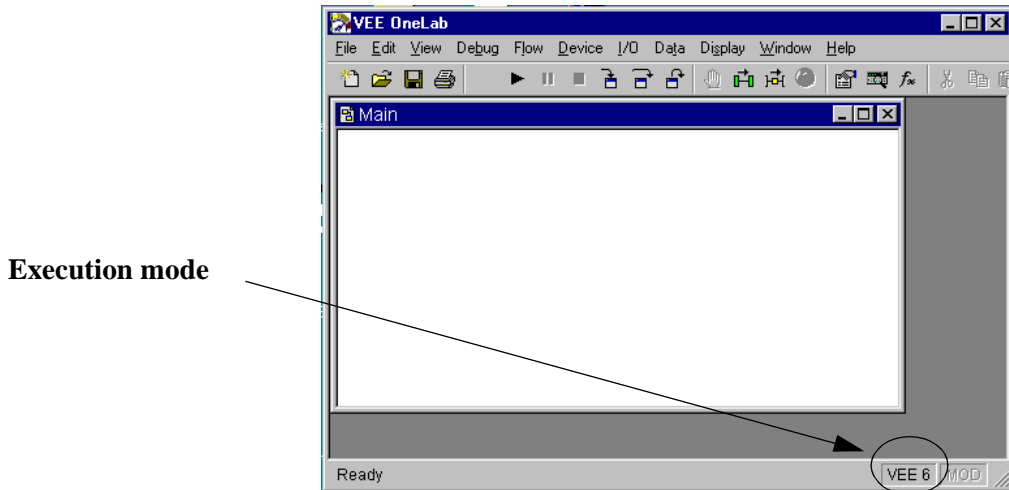 VEE OneLab
File Edit View Debug Flow Device I/O Data Display Window Help
fx
Main
Execution mode
Ready VEE 6 MOD